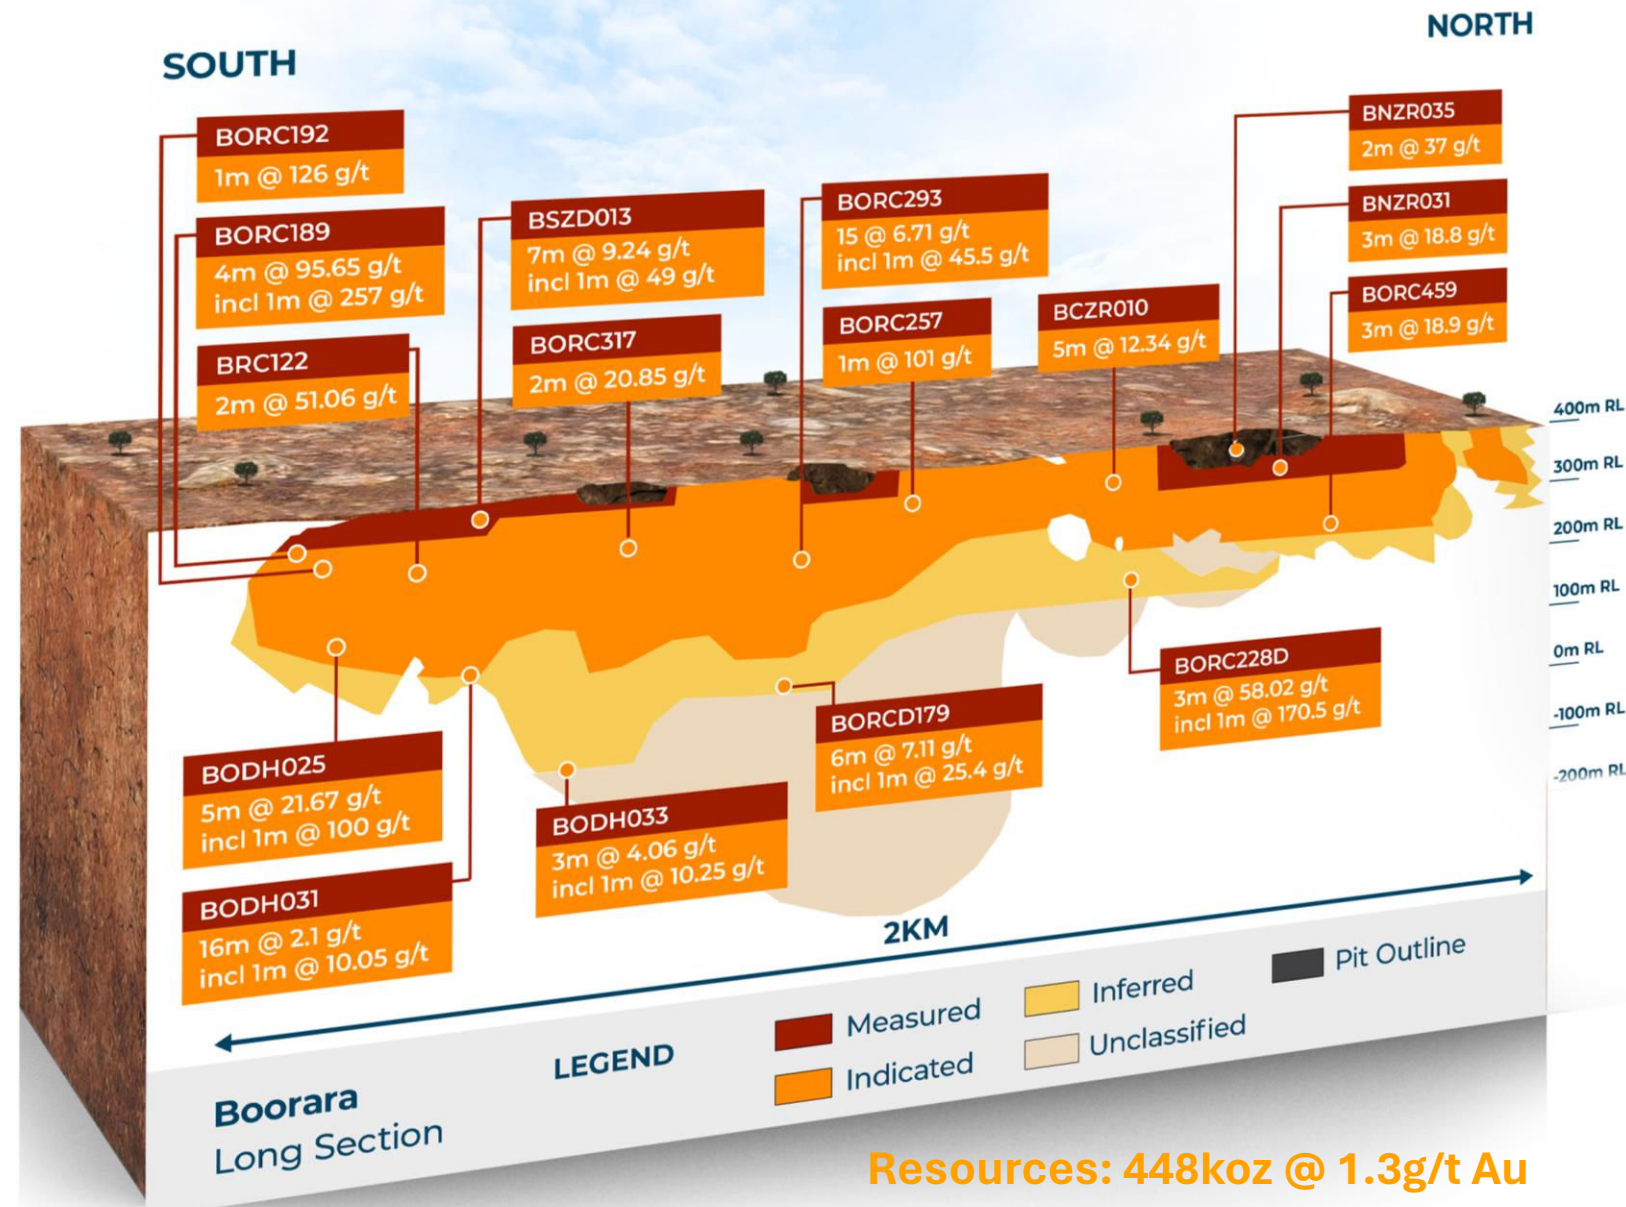 SOUTH
NORTH
BORC192
1m @ 126 g/t
BORC189
4m @ 95.65 g/t
incl 1m @ 257 g/t
BRC122
2m @ 51.06 g/t
BSZD013
7m @ 9.24 g/t
incl 1m @ 49 g/t
BORC317
2m @ 20.85 g/t
BORC293
15 @ 6.71 g/t
incl 1m @ 45.5 g/t
BORC257
1m @ 101 g/t
BCZR010
5m @ 12.34 g/t
BNZR035
2m @ 37 g/t
BNZR031
3m @ 18.8 g/t
BORC459
3m @ 18.9 g/t
400m RL
300m RL
200m RL
100m RL
0m RL
-100m RL
-200m RL
BORC228D
3m @ 58.02 g/t
incl 1m @ 170.5 g/t
BORCD179
6m @ 7.11 g/t
incl 1m @ 25.4 g/t
BODH025
5m @ 21.67 g/t
incl 1m @ 100 g/t
BODH033
3m @ 4.06 g/t
incl 1m @ 10.25 g/t
BODH031
16m @ 2.1 g/t
incl 1m @ 10.05 g/t
2KM
LEGEND
Measured
Indicated
Inferred
Unclassified
Pit Outline
Boorara
Long Section
Resources: 448koz @ 1.3g/t Au